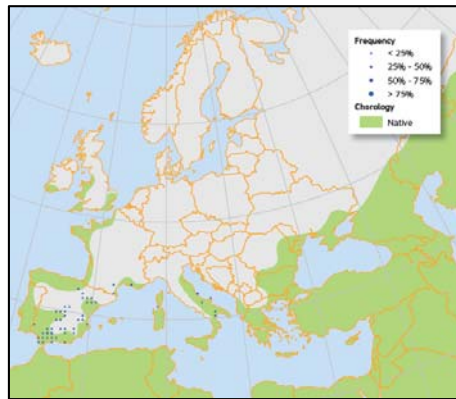 Frequency
< 25%
25% - 50%
50% - 75%
> 75%
Chorology
Native